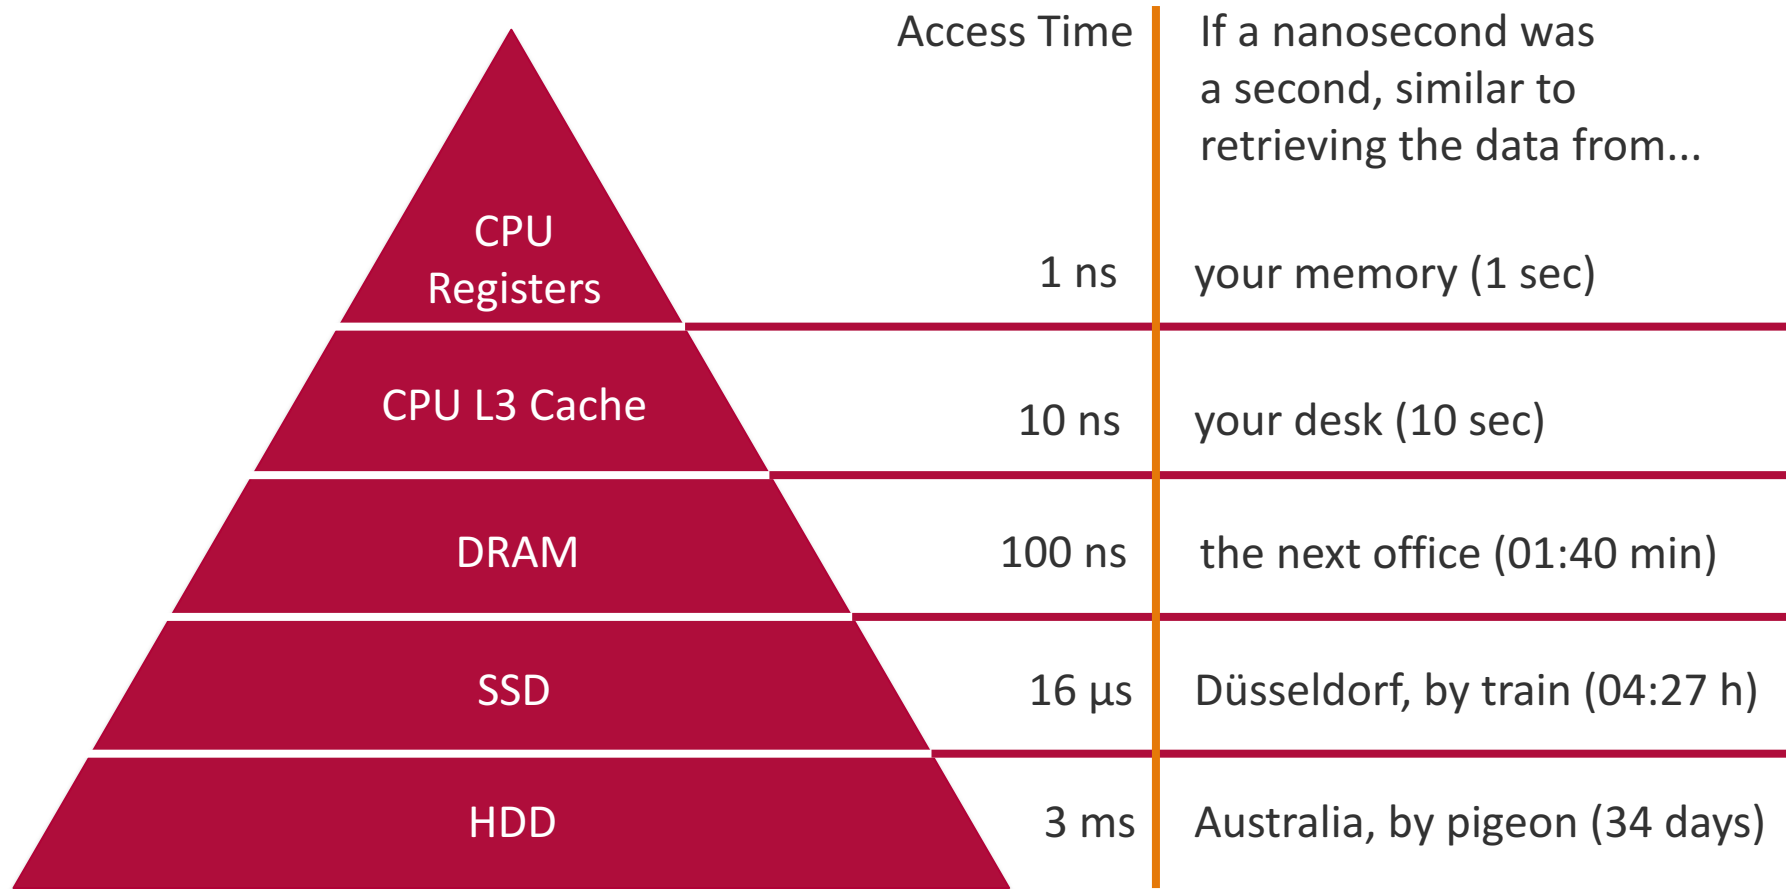 Access Time
If a nanosecond was
a second, similar to
retrieving the data from...
CPU
Registers
1 ns
your memory (1 sec)
CPU L3 Cache
10 ns
your desk (10 sec)
DRAM
100 ns
the next office (01:40 min)
SSD
16 µs
Düsseldorf, by train (04:27 h)
HDD
3 ms
Australia, by pigeon (34 days)